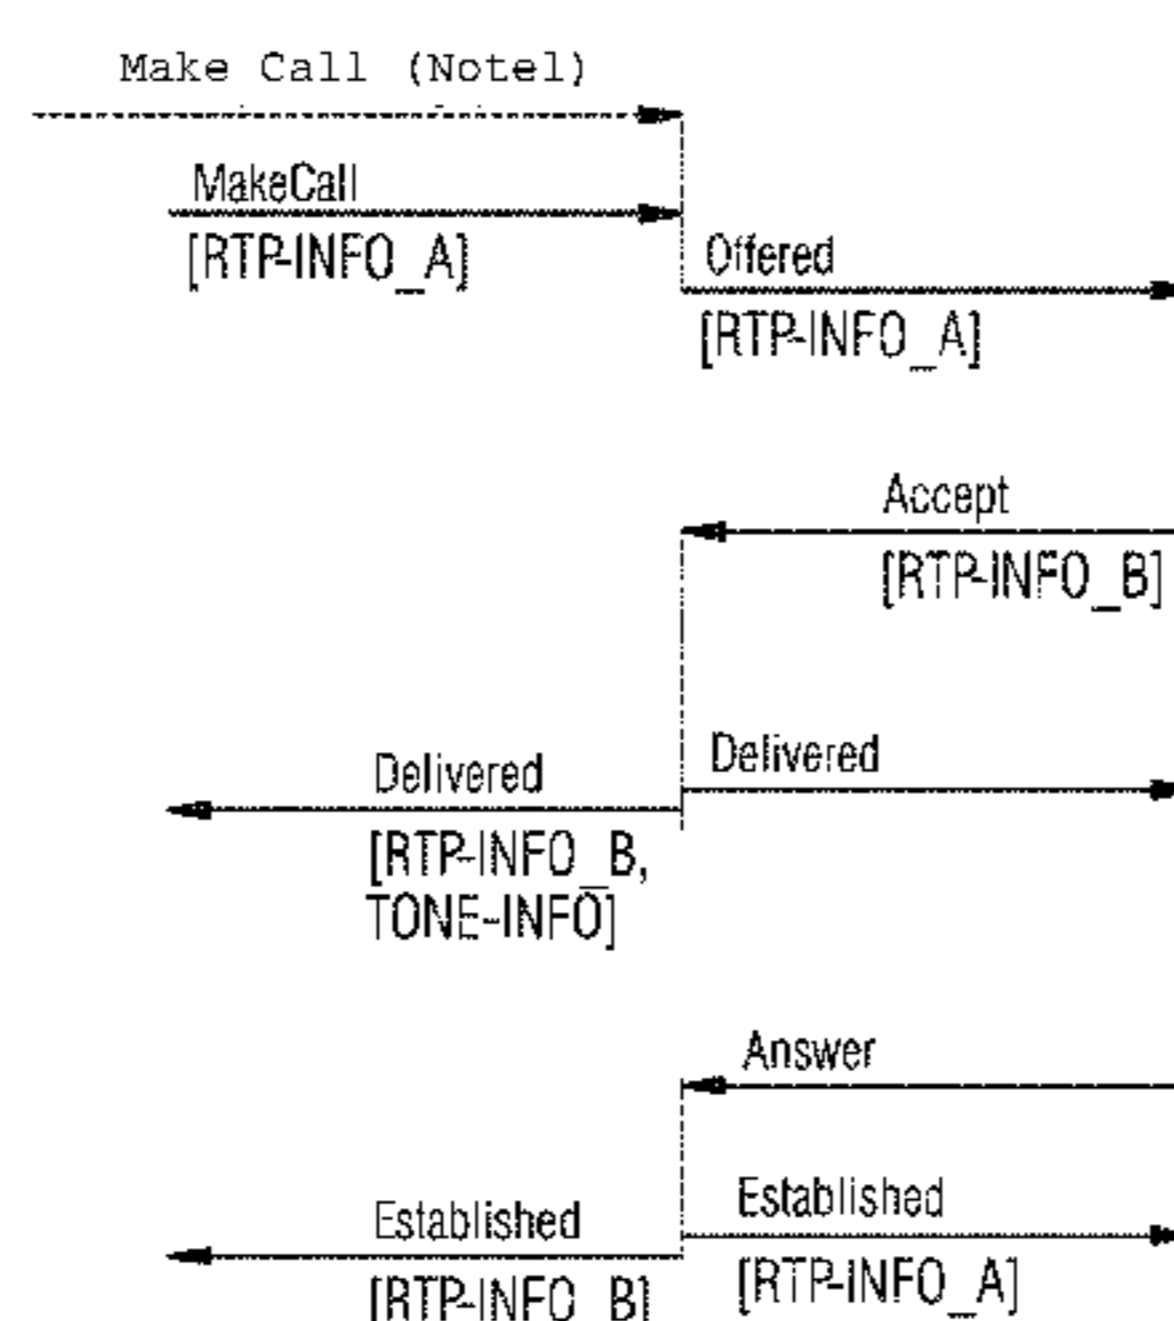 Make Call (Notel)
MakeCall
[RTP-INFO_A]
Offered
[RTP-INFO_A]
Accept
[RTP-INFO_B]
Delivered
Delivered
[RTP-INFO_B,
TONE-INFO]
Answer
Established
[RTP-INFO_A]
Established
[RTP-INFO_B]